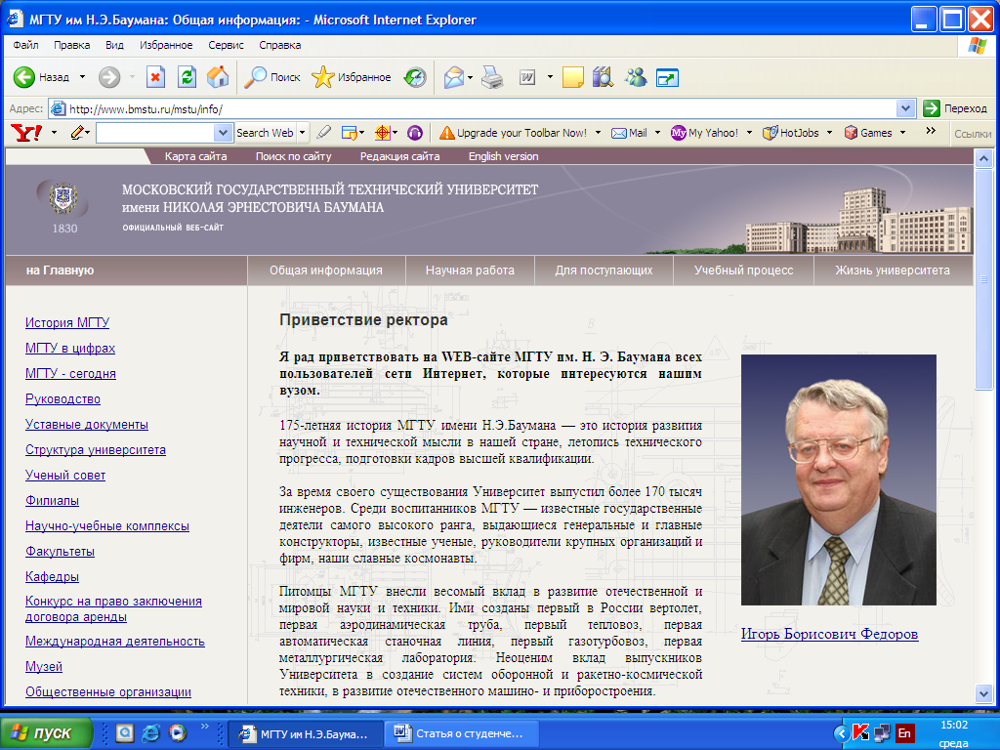 МГТУ им Н.Э.Баумана: Общая информация: - Microsoft Internet Explorer
Файл Правка Вид Избранное Сервис Справка
Назад Поиск Избранное
Адрес: http://www.bmstu.ru/mstu/info/ Переход
Y! Search Web Upgrade your Toolbar Now! Mail My Yahoo! HotJobs Games » Ссылки
Карта сайта Поиск по сайту Редакция сайта English version
МОСКОВСКИЙ ГОСУДАРСТВЕННЫЙ ТЕХНИЧЕСКИЙ УНИВЕРСИТЕТ
имени НИКОЛАЯ ЭРНЕСТОВИЧА БАУМАНА
ОФИЦИАЛЬНЫЙ ВЕБ-САЙТ
1830
на Главную Общая информация Научная работа Для поступающих Учебный процесс Жизнь университета
История МГТУ
МГТУ в цифрах
МГТУ - сегодня
Руководство
Уставные документы
Структура университета
Ученый совет
Филиалы
Научно-учебные комплексы
Факультеты
Кафедры
Конкурс на право заключения
договора аренды
Международная деятельность
Музей
Общественные организации
Приветствие ректора
Я рад приветствовать на WEB-сайте МГТУ им. Н. Э. Баумана всех
пользователей сети Интернет, которые интересуются нашим
вузом.
175-летняя история МГТУ имени Н.Э.Баумана — это история развития
научной и технической мысли в нашей стране, летопись технического
прогресса, подготовки кадров высшей квалификации.
За время своего существования Университет выпустил более 170 тысяч
инженеров. Среди воспитанников МГТУ — известные государственные
деятели самого высокого ранга, выдающиеся генеральные и главные
конструкторы, известные ученые, руководители крупных организаций и
фирм, наши славные космонавты.
Питомцы МГТУ внесли весомый вклад в развитие отечественной и
мировой науки и техники. Ими созданы первый в России вертолет,
первая аэродинамическая труба, первый тепловоз, первая
автоматическая станочная линия, первый газотурбовоз, первая
металлургическая лаборатория. Неоценим вклад выпускников
Университета в создание систем оборонной и ракетно-космической
техники, в развитие отечественного машино- и приборостроения.
Игорь Борисович Федоров
пуск » МГТУ им Н.Э.Баума... Статья о студенче... En 15:02
среда